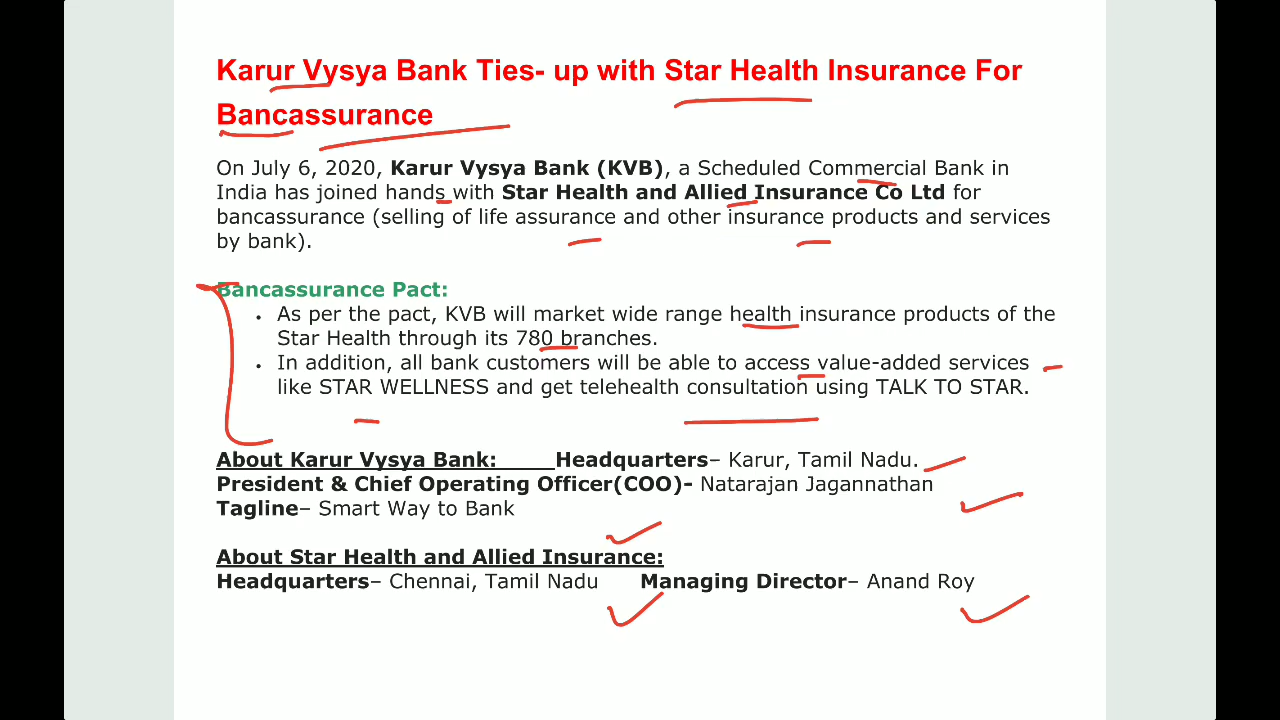 Karur Vysya Bank Ties- up with Star Health Insurance For
Bancassurance
On July 6, 2020, Karur Vysya Bank (KVB), a Scheduled Commercial Bank in
India has joined hands with Star Health and Allied Insurance Co Ltd for
bancassurance (selling of life assurance and other insurance products and services
by bank).
Bancassurance Pact:
• As per the pact, KVB will market wide range health insurance products of the
Star Health through its 780 branches.
• In addition, all bank customers will be able to access value-added services
like STAR WELLNESS and get telehealth consultation using TALK TO STAR.
About Karur Vysya Bank: Headquarters– Karur, Tamil Nadu.
President & Chief Operating Officer(COO)- Natarajan Jagannathan
Tagline– Smart Way to Bank
About Star Health and Allied Insurance:
Headquarters– Chennai, Tamil Nadu Managing Director– Anand Roy